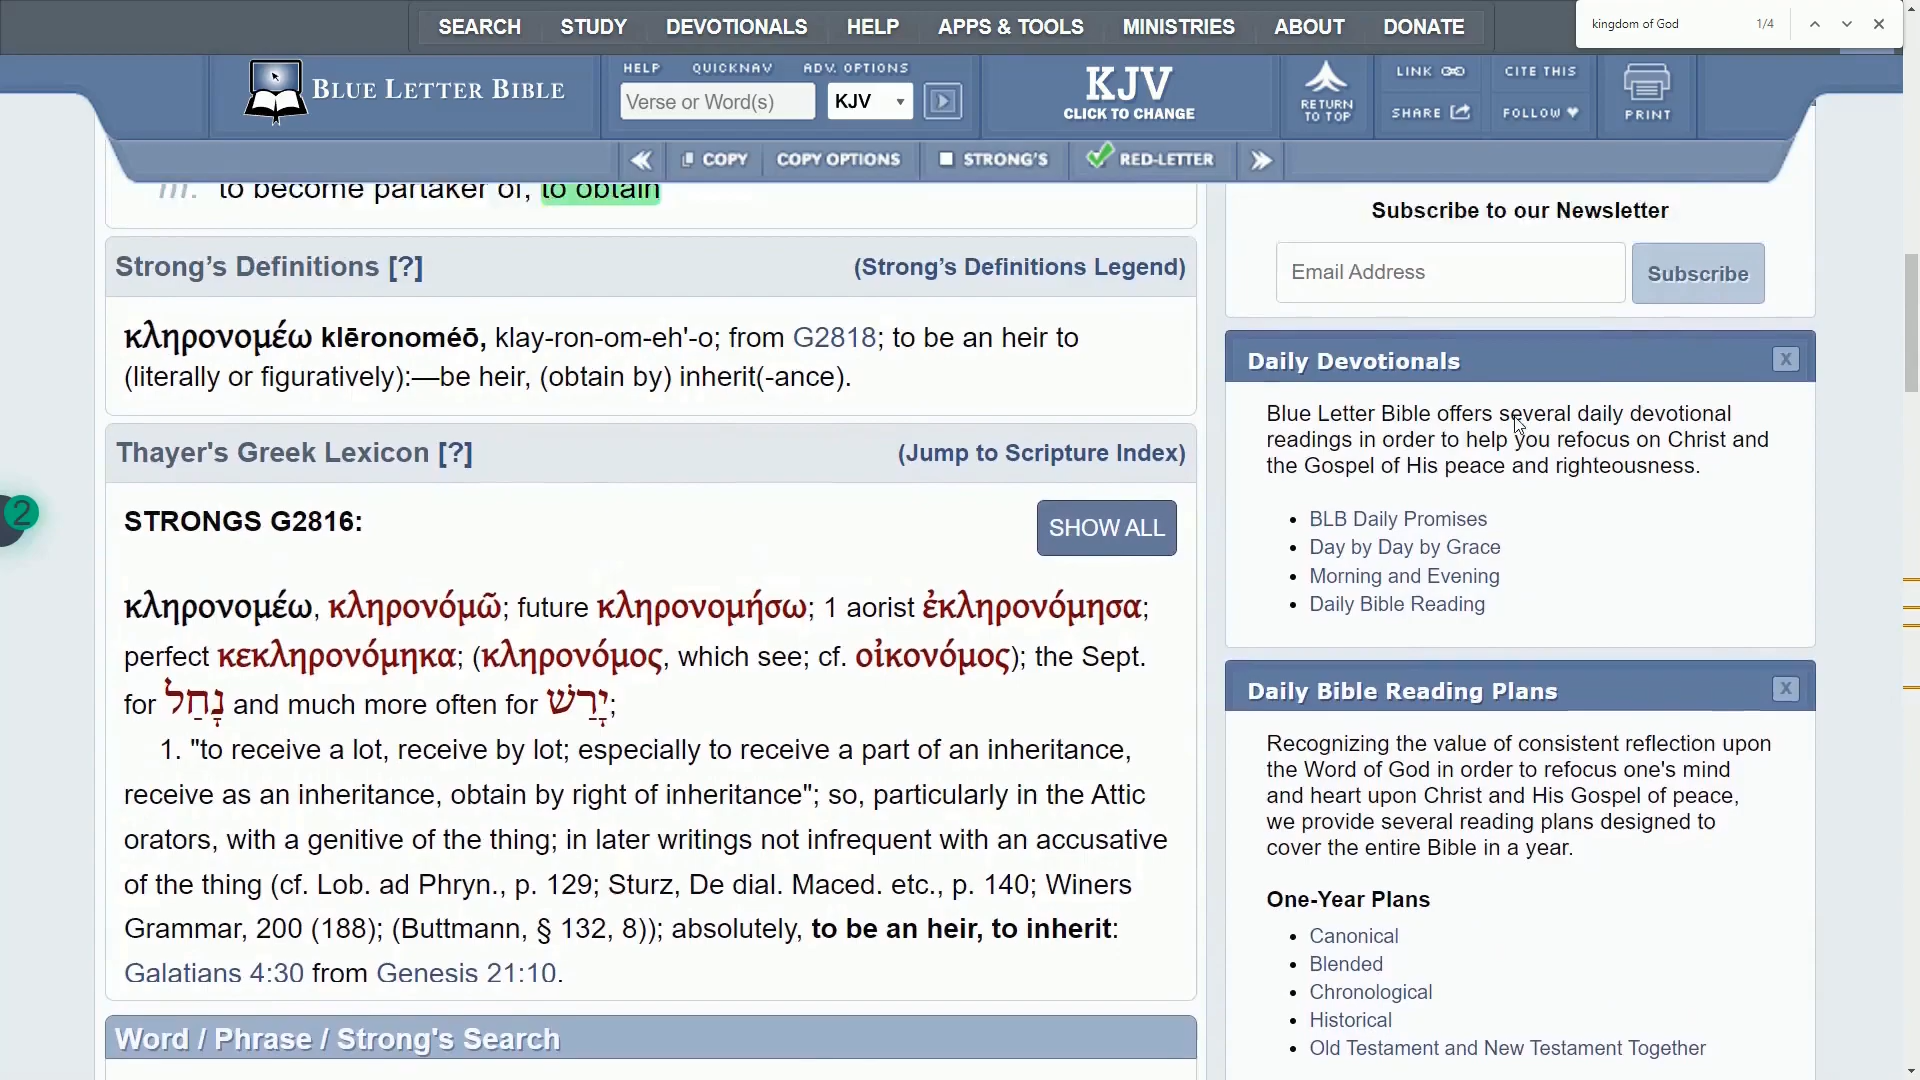 SEARCH STUDY DEVOTIONALS HELP APPS & TOOLS MINISTRIES ABOUT DONATE
kingdom of God 1/4
BLUE LETTER BIBLE
HELP QUICKNAV ADV. OPTIONS
Verse or Word(s) KJV
KJV
CLICK TO CHANGE
RETURN
TO TOP
LINK CITE THIS
SHARE FOLLOW
PRINT
COPY COPY OPTIONS STRONG'S RED-LETTER
iii. to become partaker of, to obtain
Strong's Definitions [?] (Strong's Definitions Legend)
κληρονομέω klēronoméō, klay-ron-om-eh'-o; from G2818; to be an heir to
(literally or figuratively):—be heir, (obtain by) inherit(-ance).
Thayer's Greek Lexicon [?] (Jump to Scripture Index)
STRONGS G2816:
SHOW ALL
κληρονομέω, κληρονόμῶ; future κληρονομήσω; 1 aorist ἐκληρονόμησα;
perfect κεκληρονόμηκα; (κληρονόμος, which see; cf. οἰκονόμος); the Sept.
for נָחַל and much more often for יָרַשׁ;
1. "to receive a lot, receive by lot; especially to receive a part of an inheritance,
receive as an inheritance, obtain by right of inheritance"; so, particularly in the Attic
orators, with a genitive of the thing; in later writings not infrequent with an accusative
of the thing (cf. Lob. ad Phryn., p. 129; Sturz, De dial. Maced. etc., p. 140; Winers
Grammar, 200 (188); (Buttmann, § 132, 8)); absolutely, to be an heir, to inherit:
Galatians 4:30 from Genesis 21:10.
Word / Phrase / Strong's Search
2
Subscribe to our Newsletter
Email Address Subscribe
Daily Devotionals X
Blue Letter Bible offers several daily devotional
readings in order to help you refocus on Christ and
the Gospel of His peace and righteousness.
• BLB Daily Promises
• Day by Day by Grace
• Morning and Evening
• Daily Bible Reading
Daily Bible Reading Plans X
Recognizing the value of consistent reflection upon
the Word of God in order to refocus one's mind
and heart upon Christ and His Gospel of peace,
we provide several reading plans designed to
cover the entire Bible in a year.
One-Year Plans
• Canonical
• Blended
• Chronological
• Historical
• Old Testament and New Testament Together